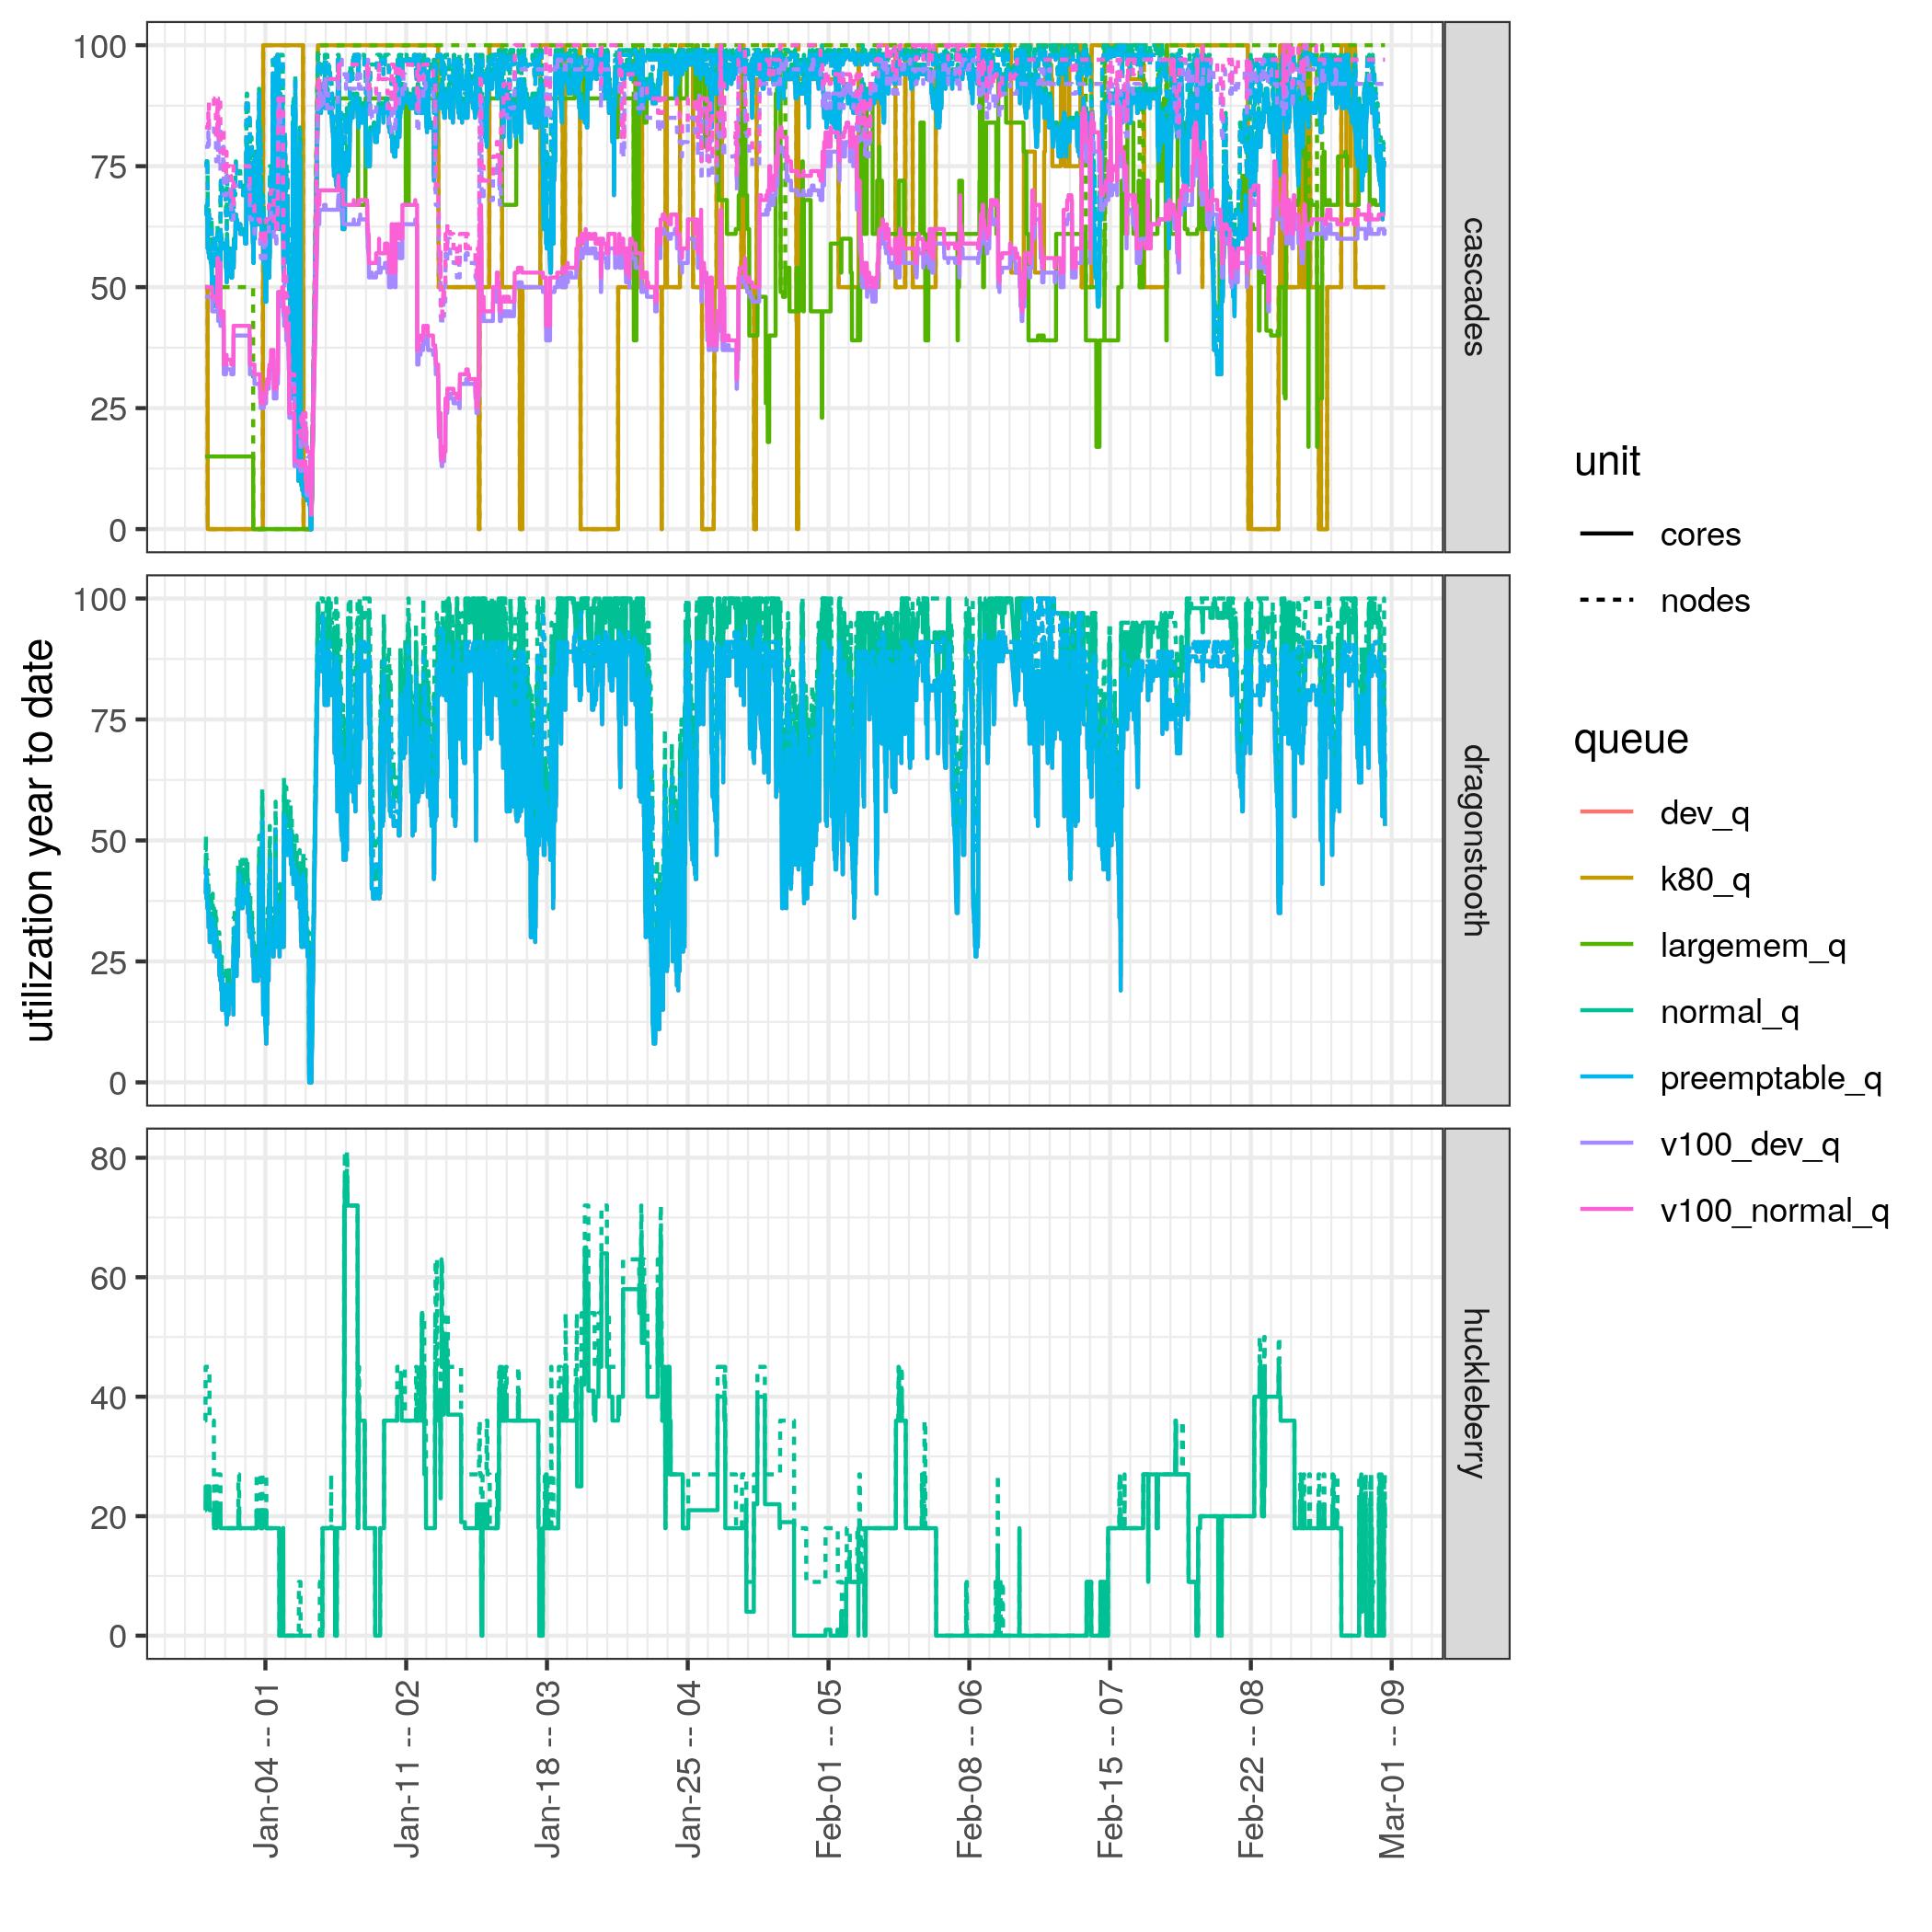 utilization year to date
100
75
50
25
0
cascades
100
75
50
25
0
dragonstooth
80
60
40
20
0
huckleberry
Jan-04 -- 01
Jan-11 -- 02
Jan-18 -- 03
Jan-25 -- 04
Feb-01 -- 05
Feb-08 -- 06
Feb-15 -- 07
Feb-22 -- 08
Mar-01 -- 09
unit
cores
nodes
queue
dev_q
k80_q
largemem_q
normal_q
preemptable_q
v100_dev_q
v100_normal_q